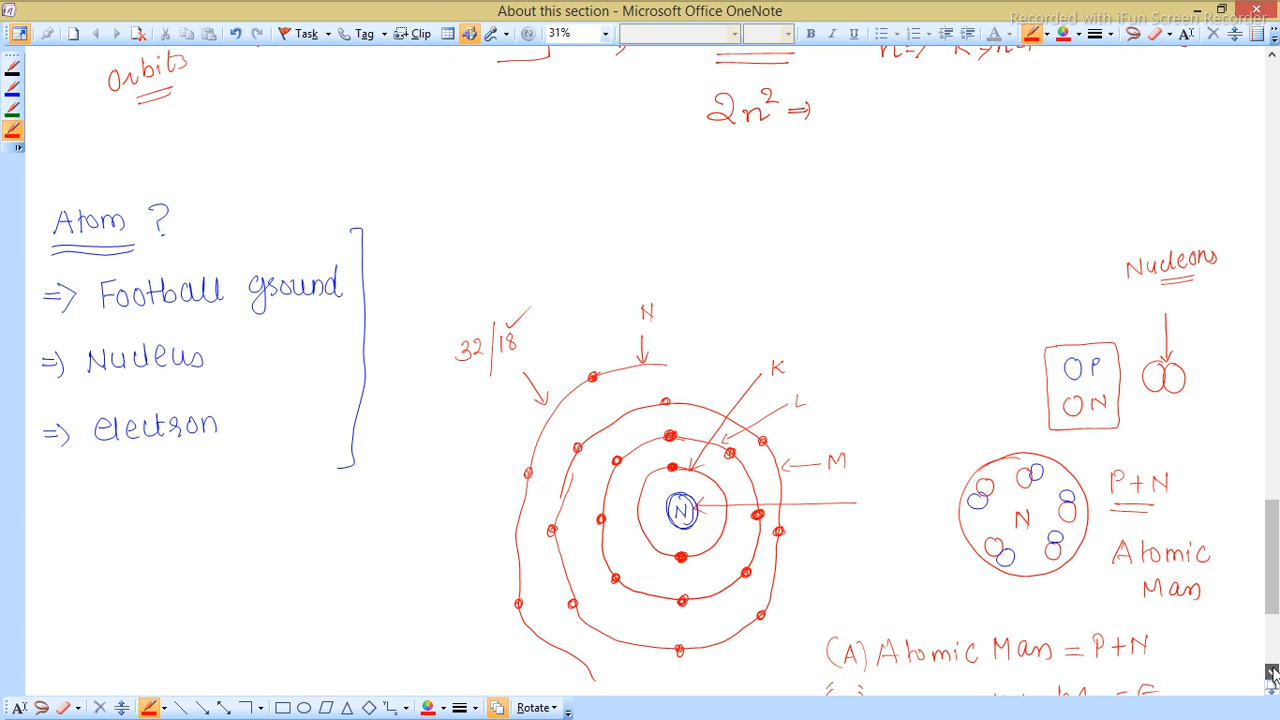 About this section - Microsoft Office OneNote
Recorded with iFun Screen Recorder
Task
Tag
Clip
31%
B I U
Orbits
2n² ⇒
Atom ?
⇒ Football ground
⇒ Nucleus
⇒ electron
32/18
N
K
L
M
N
Nucleons
P
N
N
P+N
Atomic
Mass
(A) Atomic Mass = P+N
Rotate